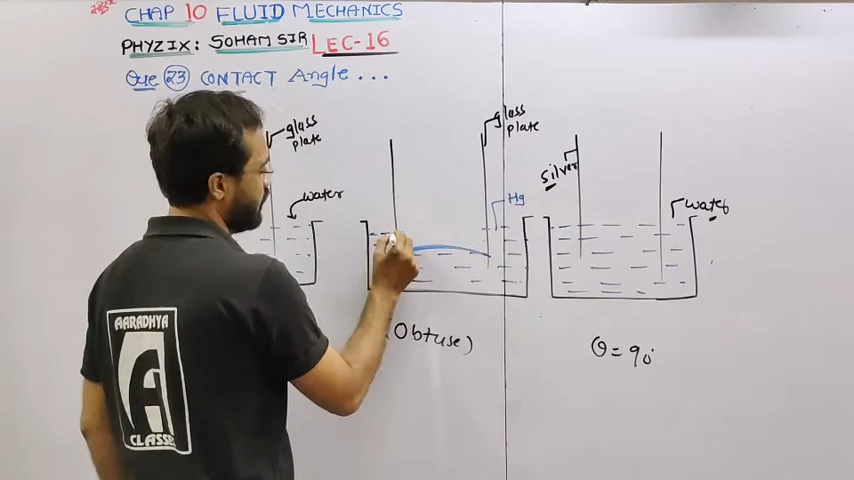 CHAP 10 FLUID MECHANICS
PHYZIX: SOHAM SIR LEC-16
Que 23 CONTACT Angle...
glass
plate
water
glass
plate
Hg
Silver
water
(Obtuse)
θ = 90°
AARADHYA
A
CLASSES